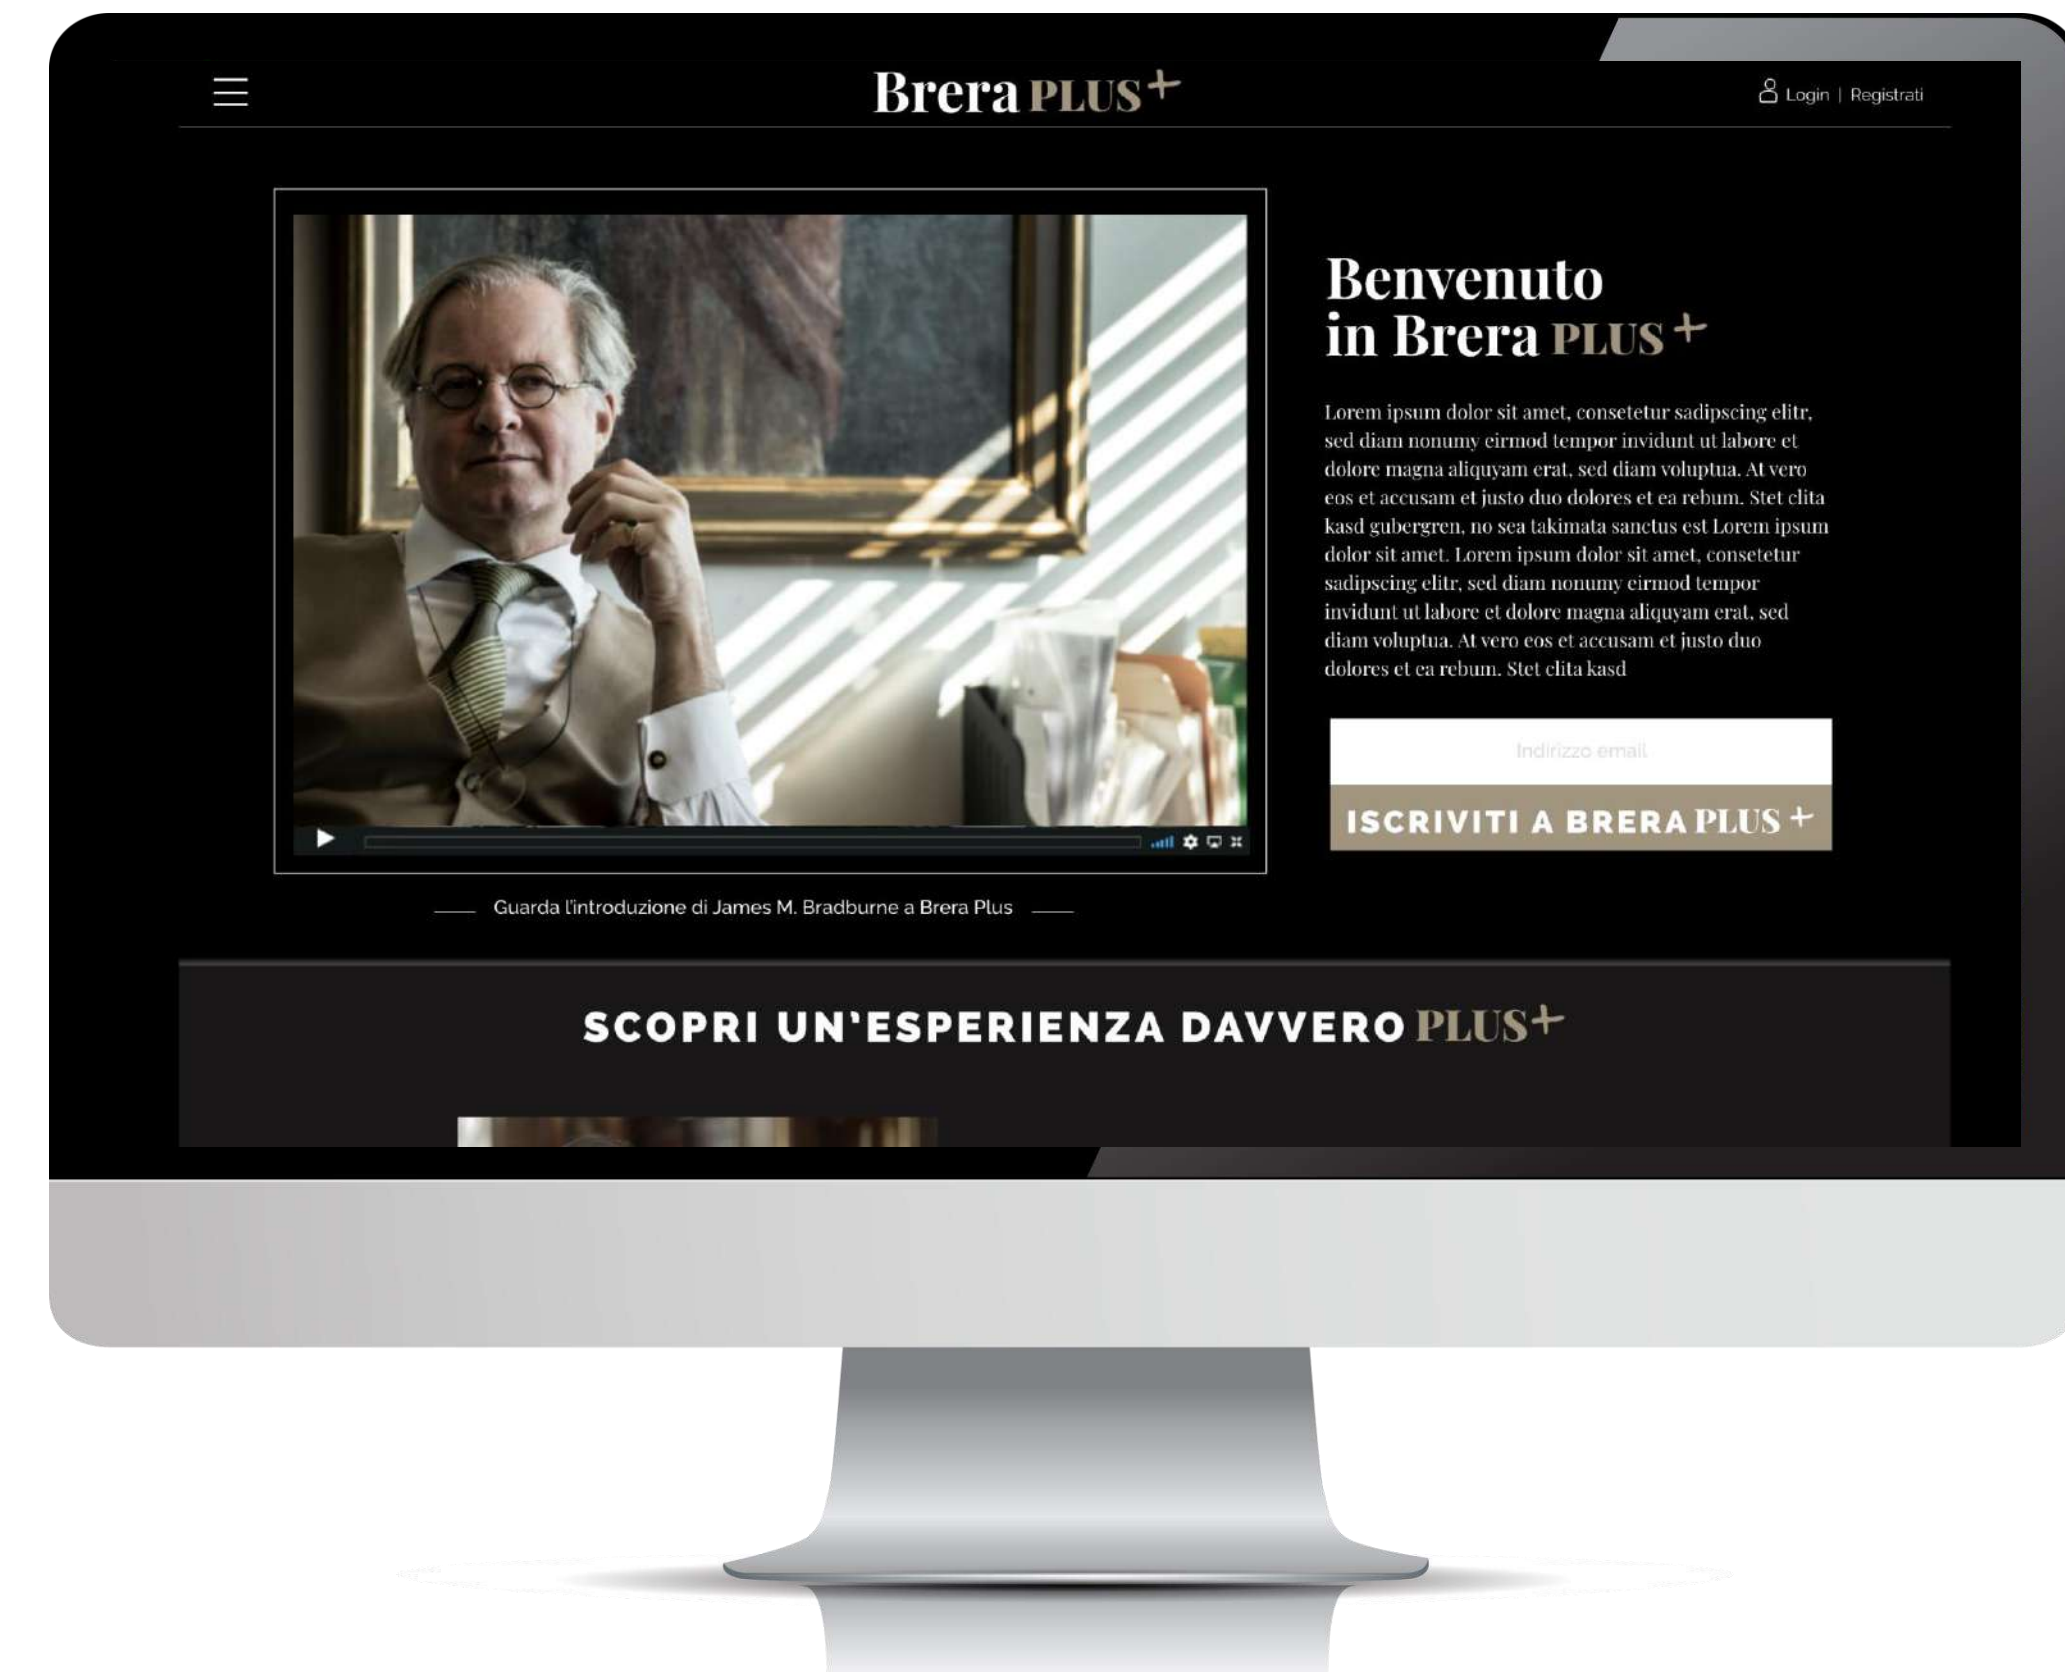 Brera PLUS+
Login | Registrati
Benvenuto
in Brera PLUS+
Lorem ipsum dolor sit amet, consetetur sadipscing elitr,
sed diam nonumy eirmod tempor invidunt ut labore et
dolore magna aliquyam erat, sed diam voluptua. At vero
eos et accusam et justo duo dolores et ea rebum. Stet clita
kasd gubergren, no sea takimata sanctus est Lorem ipsum
dolor sit amet. Lorem ipsum dolor sit amet, consetetur
sadipscing elitr, sed diam nonumy eirmod tempor
invidunt ut labore et dolore magna aliquyam erat, sed
diam voluptua. At vero eos et accusam et justo duo
dolores et ea rebum. Stet clita kasd
Indirizzo email
ISCRIVITI A BRERA PLUS+
Guarda l'introduzione di James M. Bradburne a Brera Plus
SCOPRI UN'ESPERIENZA DAVVERO PLUS+